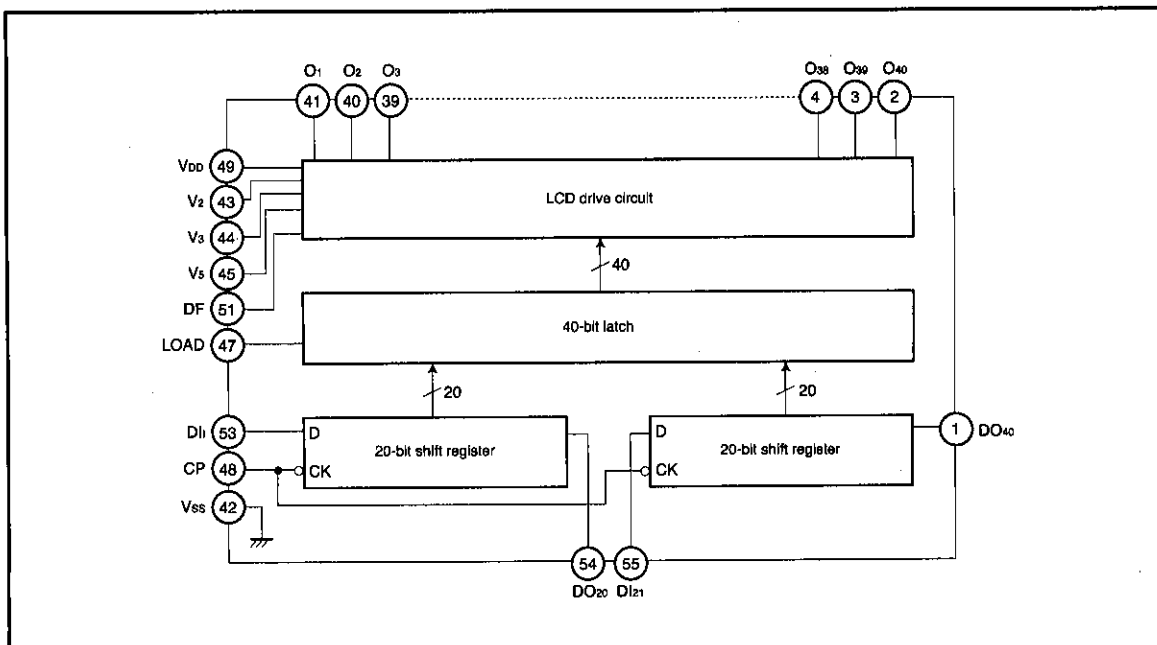 O1 O2 O3 O38 O39 O40
41 40 39 4 3 2
VDD 49
V2 43
LCD drive circuit
V3 44
V5 45
40
DF 51
40-bit latch
LOAD 47
20 20
DI1 53 D
20-bit shift register
D
20-bit shift register
1 DO40
CP 48 CK
CK
VSS 42
54 55
DO20 DI21